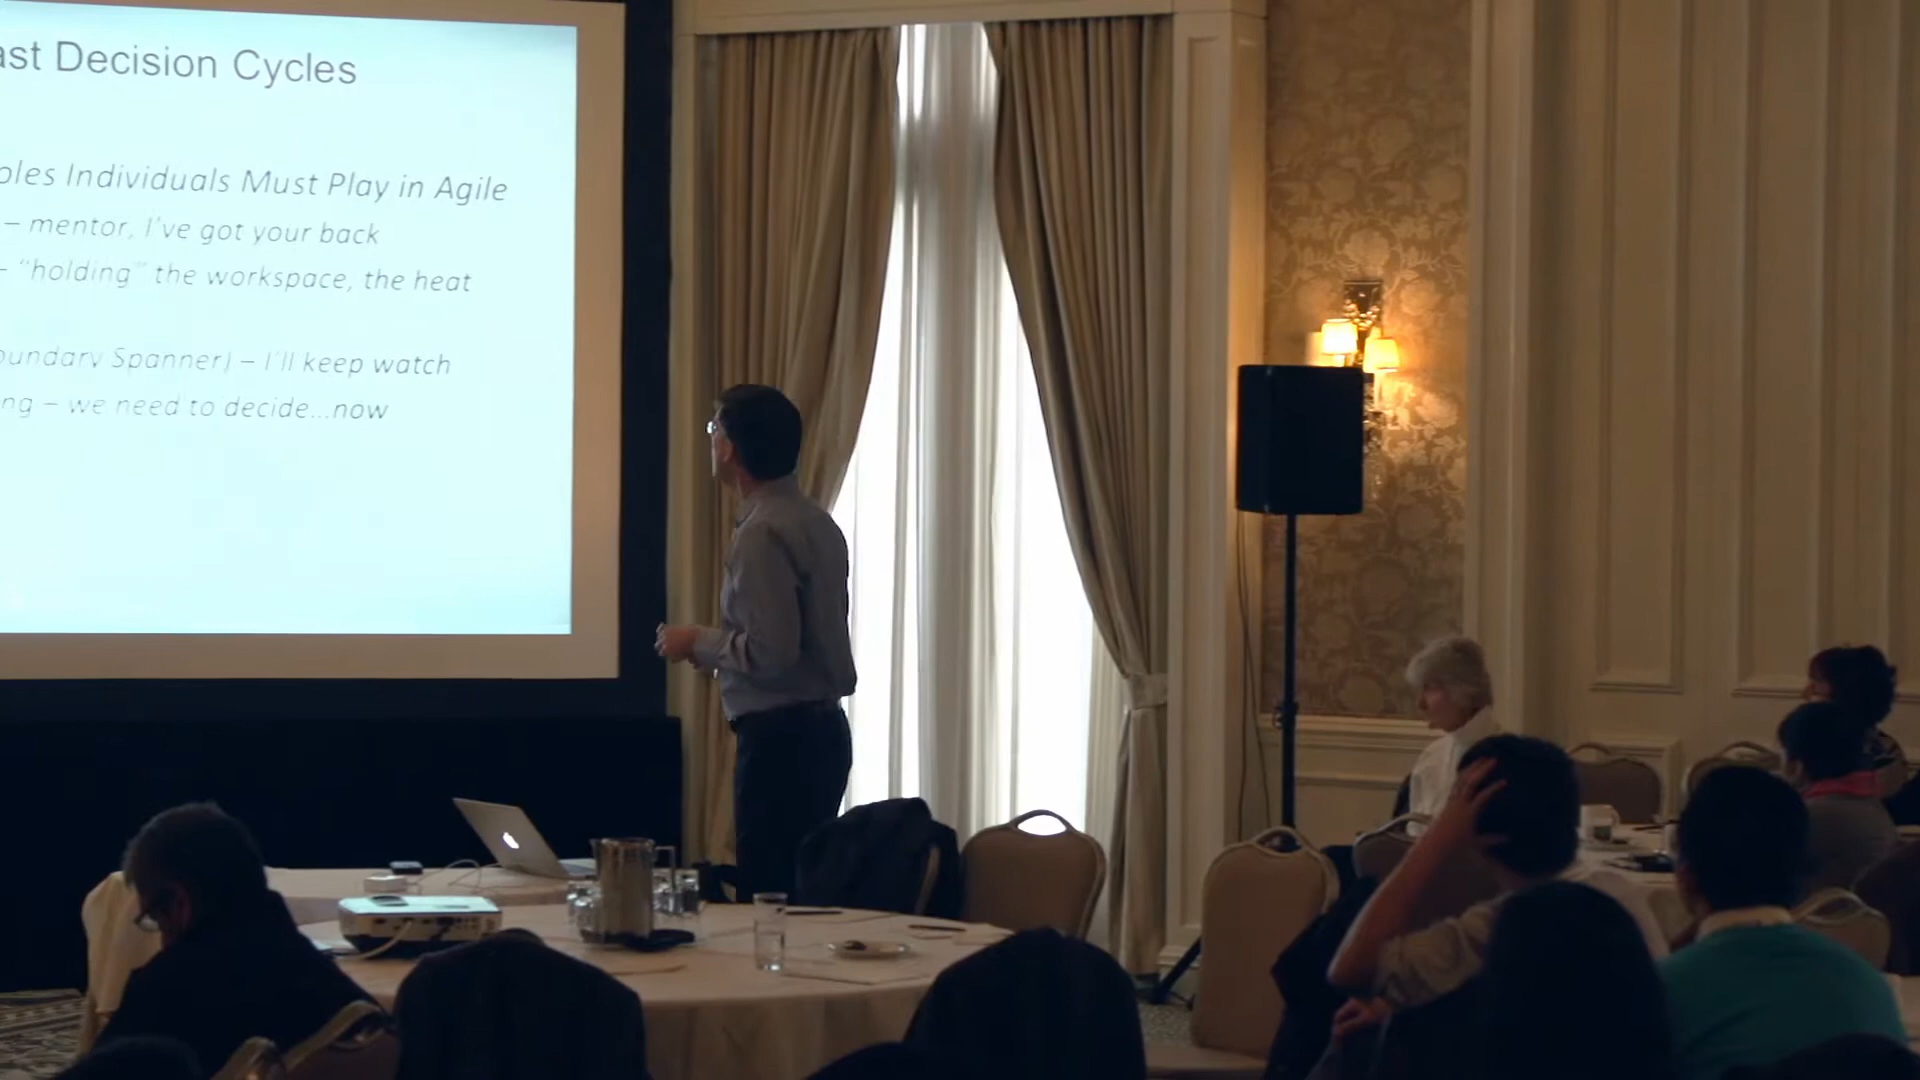 ast Decision Cycles
oles Individuals Must Play in Agile
– mentor, I've got your back
– "holding" the workspace, the heat
oundary Spanner) – I'll keep watch
ng – we need to decide...now